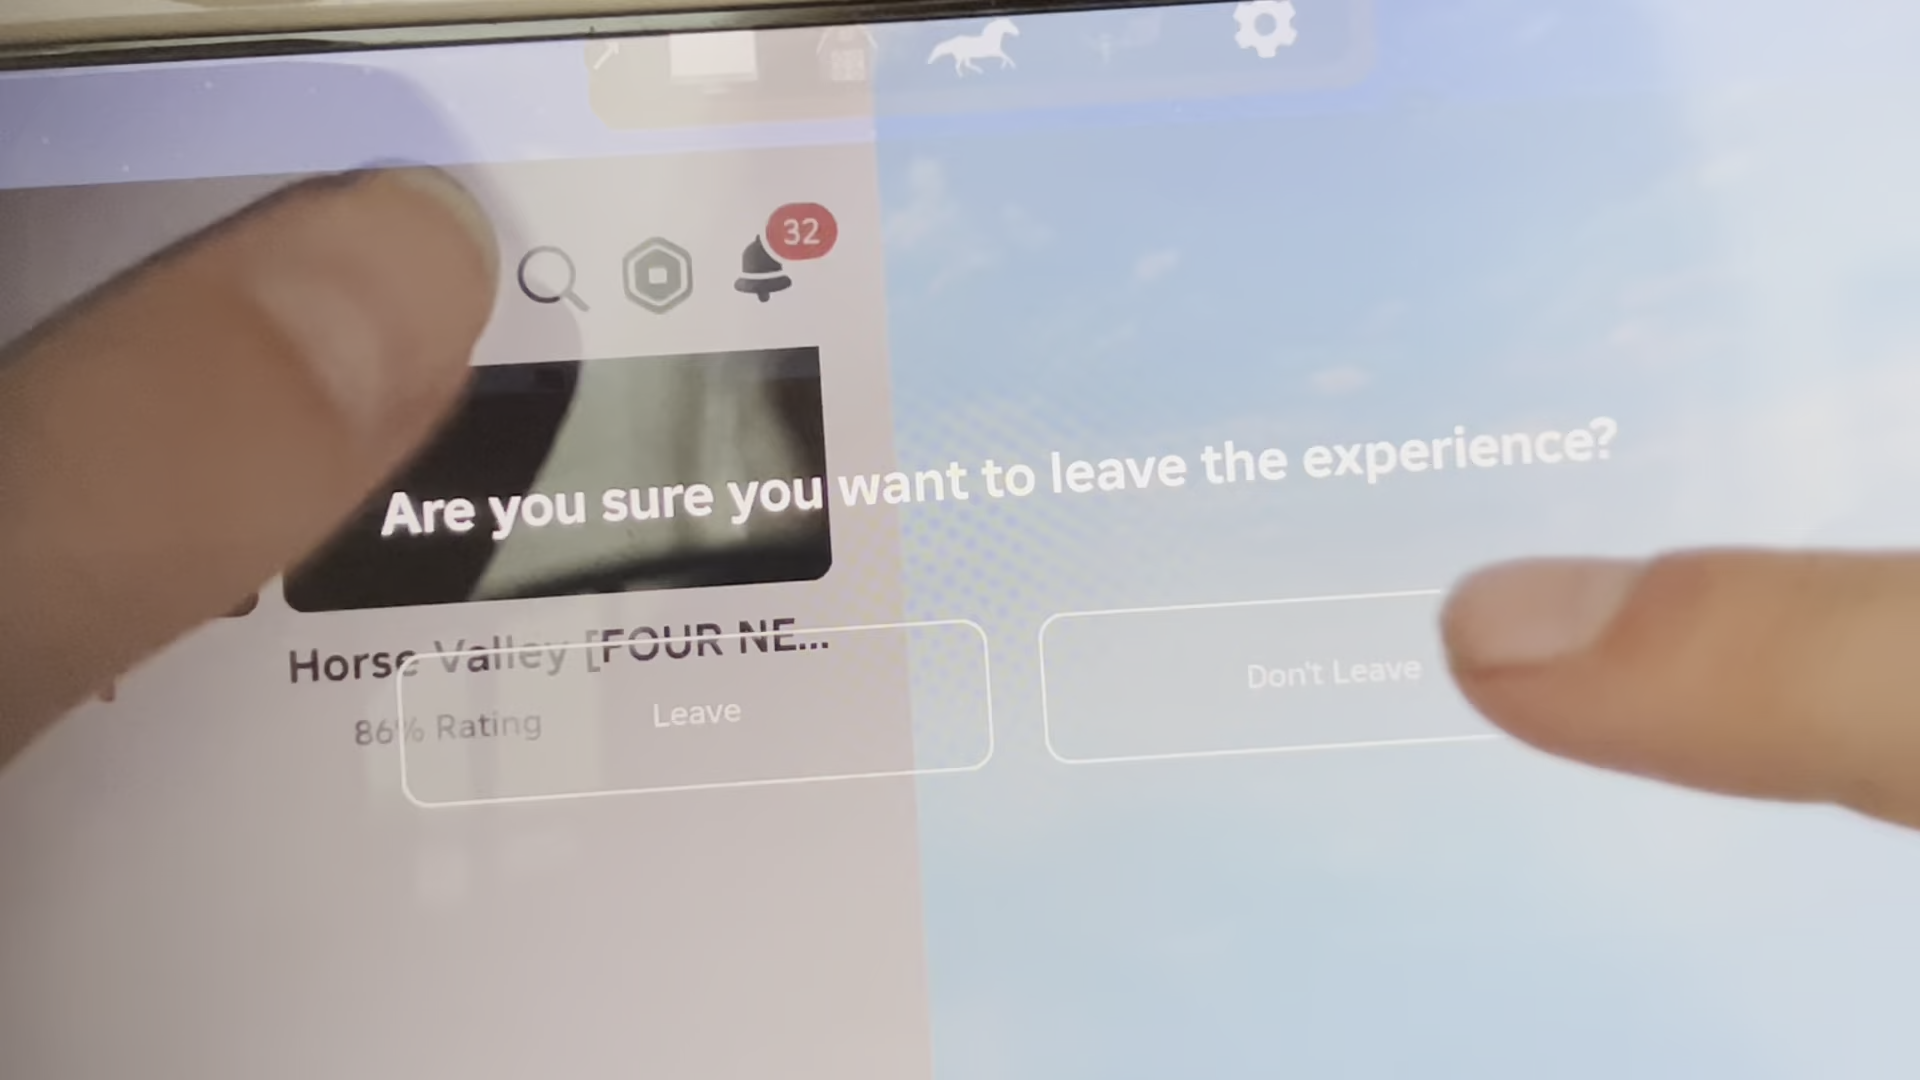 32
Are you sure you want to leave the experience?
Horse Valley [FOUR NE...
86% Rating
Leave
Don't Leave